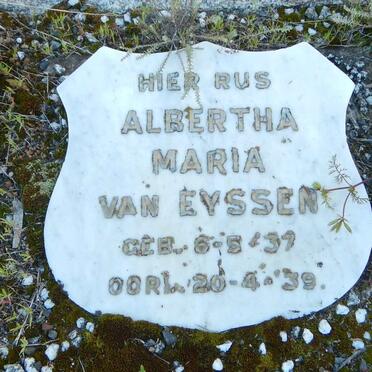 HIER RUS
ALBERTHA
MARIA
VAN EYSSEN
GEB. 6-5-'37
OORL. 20-4-'39.